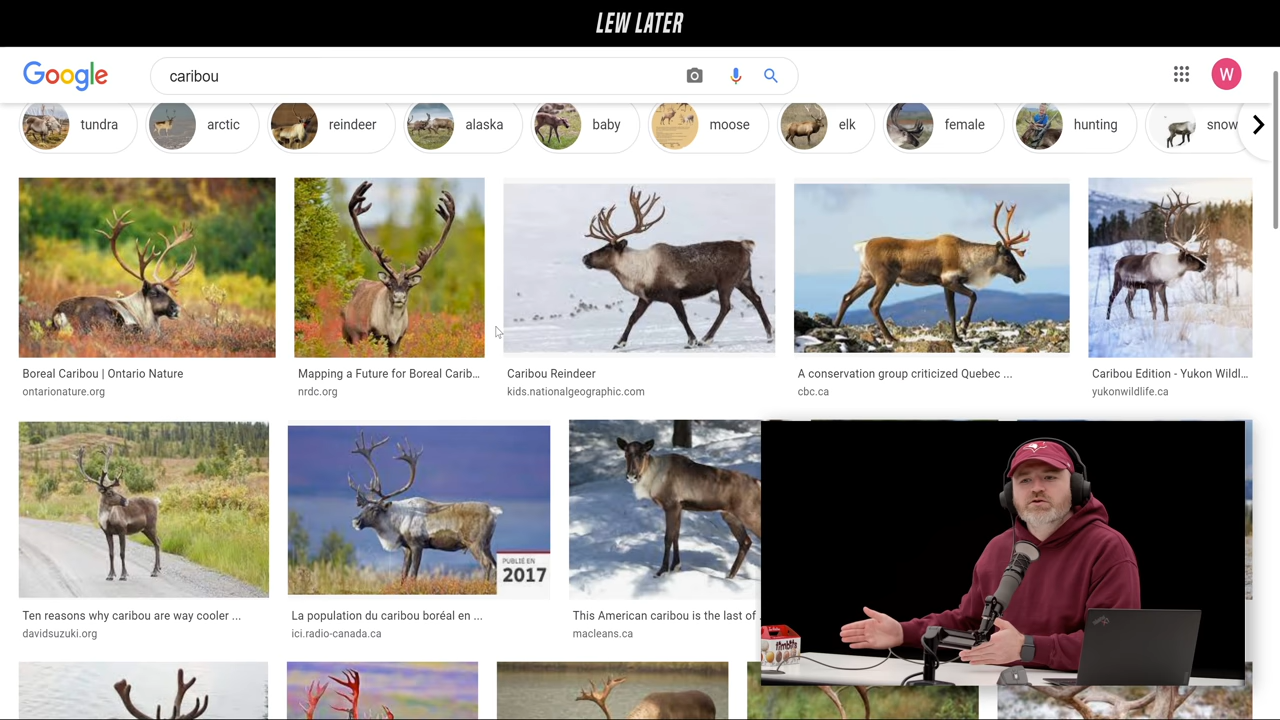 LEW LATER
Google
caribou
W
tundra
arctic
reindeer
alaska
baby
moose
elk
female
hunting
snow
Boreal Caribou | Ontario Nature
ontarionature.org
Mapping a Future for Boreal Carib...
nrdc.org
Caribou Reindeer
kids.nationalgeographic.com
A conservation group criticized Quebec ...
cbc.ca
Caribou Edition - Yukon Wildl...
yukonwildlife.ca
PUBLIÉ EN
2017
Ten reasons why caribou are way cooler ...
davidsuzuki.org
La population du caribou boréal en ...
ici.radio-canada.ca
This American caribou is the last of
macleans.ca
timbits